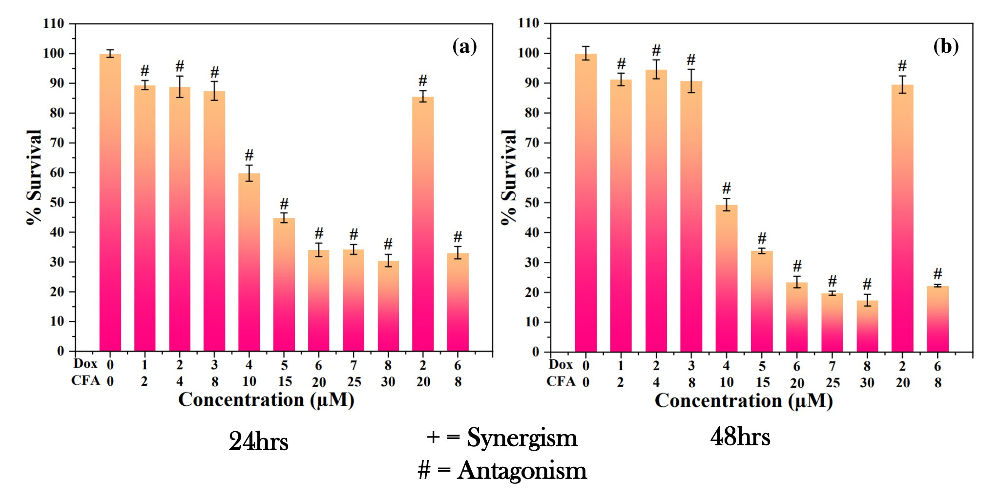 (a)
% Survival
110
100
90
80
70
60
50
40
30
20
10
0
# # # # # # # # # #
Dox 0 1 2 3 4 5 6 7 8 2 6
CFA 0 2 4 8 10 15 20 25 30 20 8
Concentration (μM)
24hrs
(b)
% Survival
110
100
90
80
70
60
50
40
30
20
10
0
# # # # # # # # # #
Dox 0 1 2 3 4 5 6 7 8 2 6
CFA 0 2 4 8 10 15 20 25 30 20 8
Concentration (μM)
48hrs
+ = Synergism
# = Antagonism